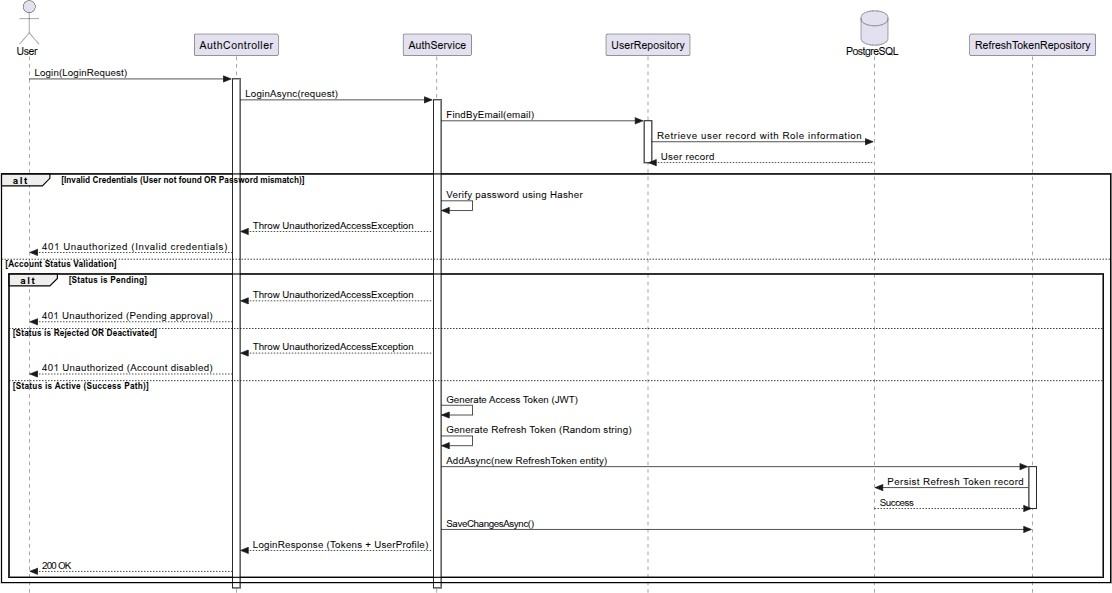 User
AuthController
AuthService
UserRepository
PostgreSQL
RefreshTokenRepository
Login(LoginRequest)
LoginAsync(request)
FindByEmail(email)
Retrieve user record with Role information
User record
alt
[Invalid Credentials (User not found OR Password mismatch)]
Verify password using Hasher
Throw UnauthorizedAccessException
401 Unauthorized (Invalid credentials)
[Account Status Validation]
alt
[Status is Pending]
Throw UnauthorizedAccessException
401 Unauthorized (Pending approval)
[Status is Rejected OR Deactivated]
Throw UnauthorizedAccessException
401 Unauthorized (Account disabled)
[Status is Active (Success Path)]
Generate Access Token (JWT)
Generate Refresh Token (Random string)
AddAsync(new RefreshToken entity)
Persist Refresh Token record
Success
SaveChangesAsync()
LoginResponse (Tokens + UserProfile)
200 OK